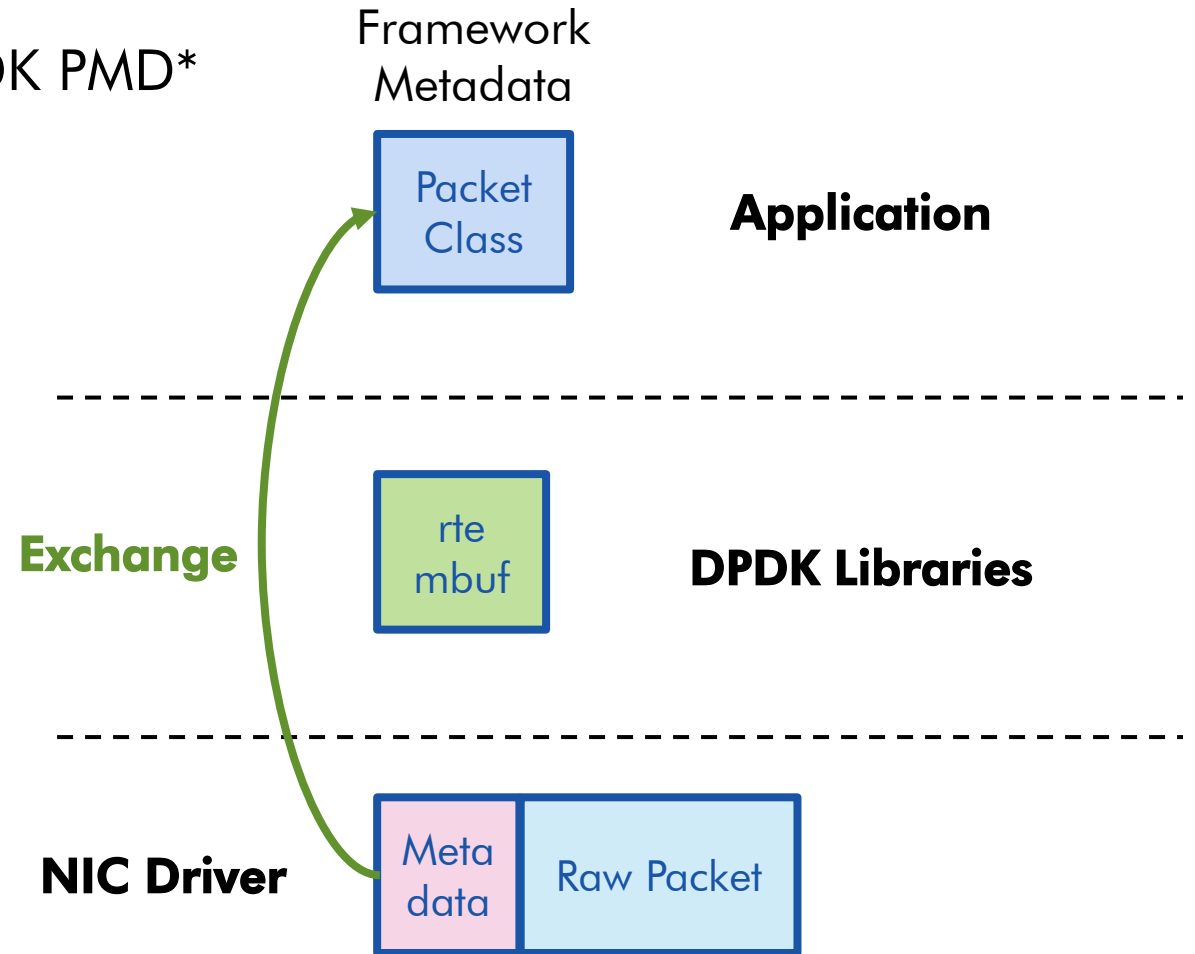 Framework
Metadata
K PMD*
Packet
Class
Application
rte
mbuf
Exchange
DPDK Libraries
Meta
data
Raw Packet
NIC Driver